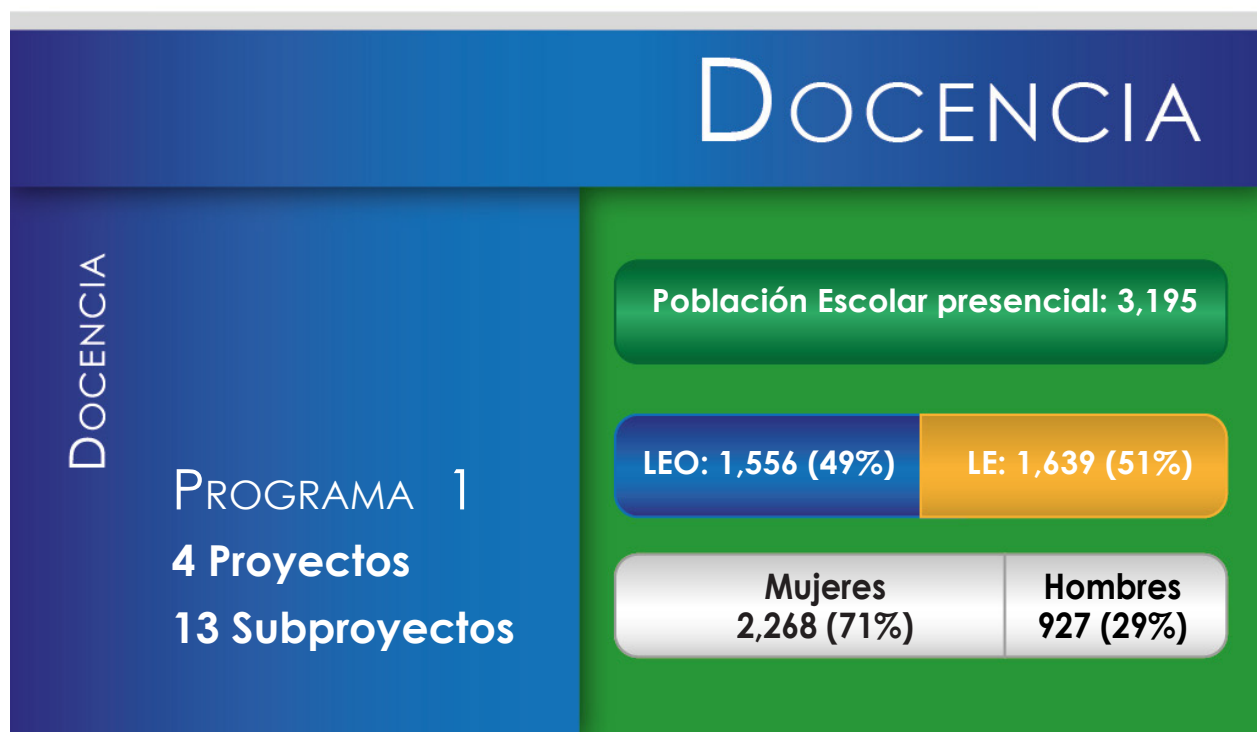 DOCENCIA
DOCENCIA
PROGRAMA 1
4 Proyectos
13 Subproyectos
Población Escolar presencial: 3,195
LEO: 1,556 (49%) LE: 1,639 (51%)
Mujeres
2,268 (71%)
Hombres
927 (29%)